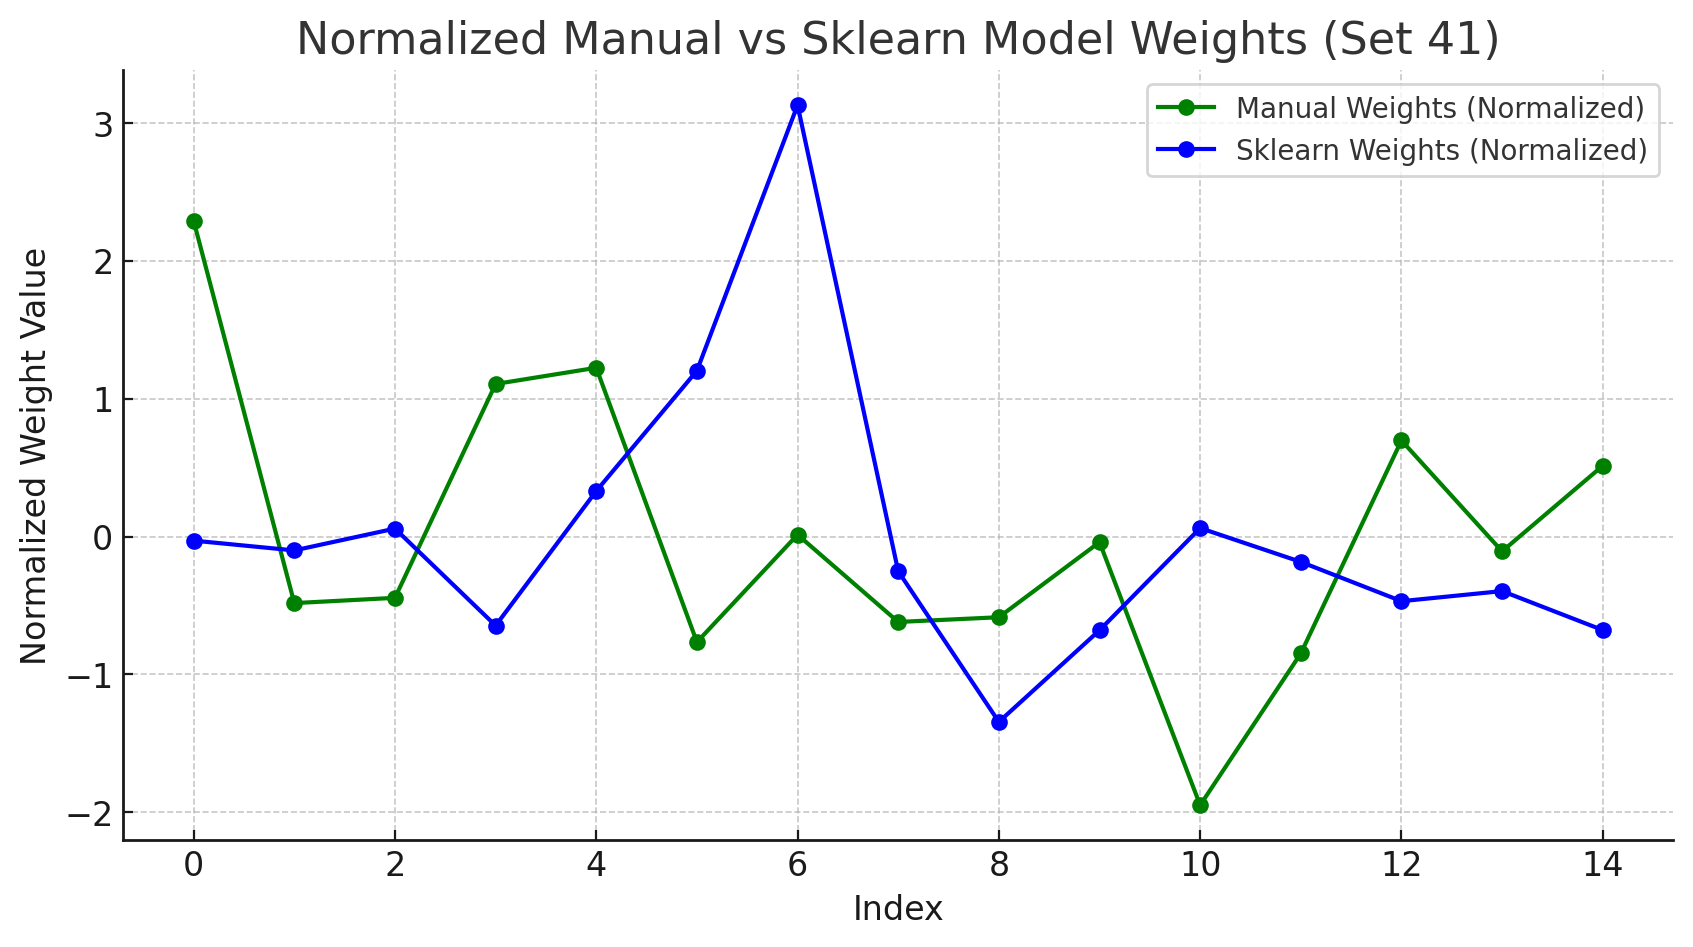 Normalized Manual vs Sklearn Model Weights (Set 41)
Manual Weights (Normalized)
Sklearn Weights (Normalized)
Normalized Weight Value
3
2
1
0
−1
−2
0 2 4 6 8 10 12 14
Index